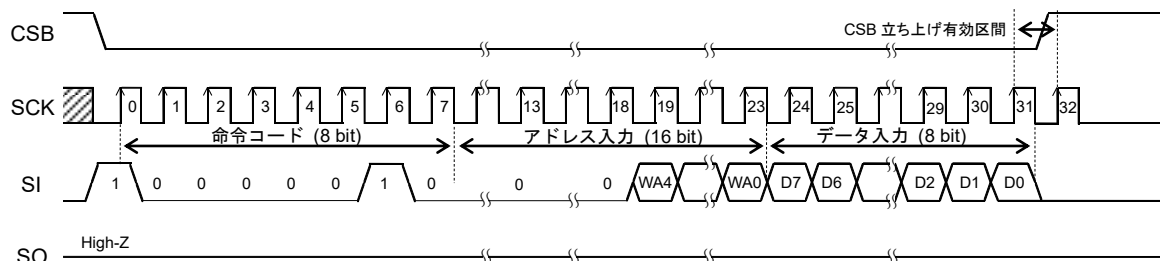 CSB
CSB 立ち上げ有効区間
SCK
0 1 2 3 4 5 6 7 13 18 19 23 24 25 29 30 31 32
命令コード (8 bit) アドレス入力 (16 bit) データ入力 (8 bit)
SI
1 0 0 0 0 0 1 0 0 0 WA4 WA0 D7 D6 D2 D1 D0
High-Z
SO